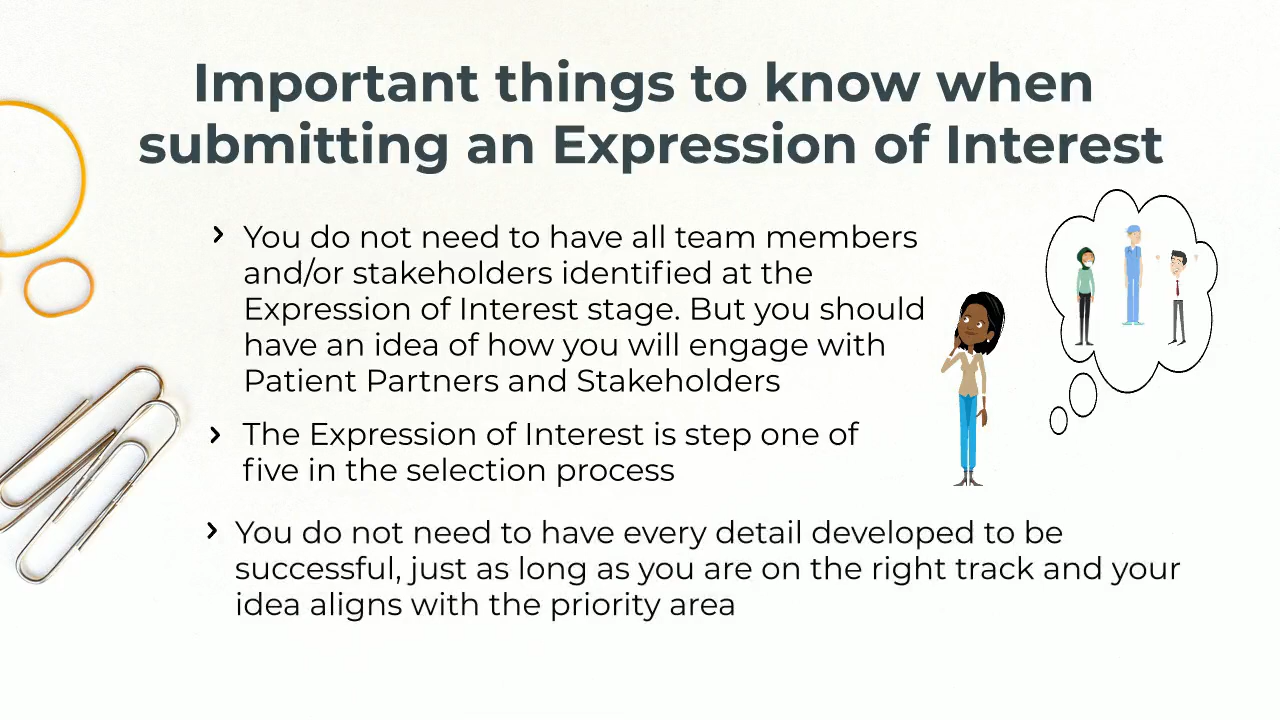 Important things to know when
submitting an Expression of Interest
You do not need to have all team members
and/or stakeholders identified at the
Expression of Interest stage. But you should
have an idea of how you will engage with
Patient Partners and Stakeholders
The Expression of Interest is step one of
five in the selection process
You do not need to have every detail developed to be
successful, just as long as you are on the right track and your
idea aligns with the priority area